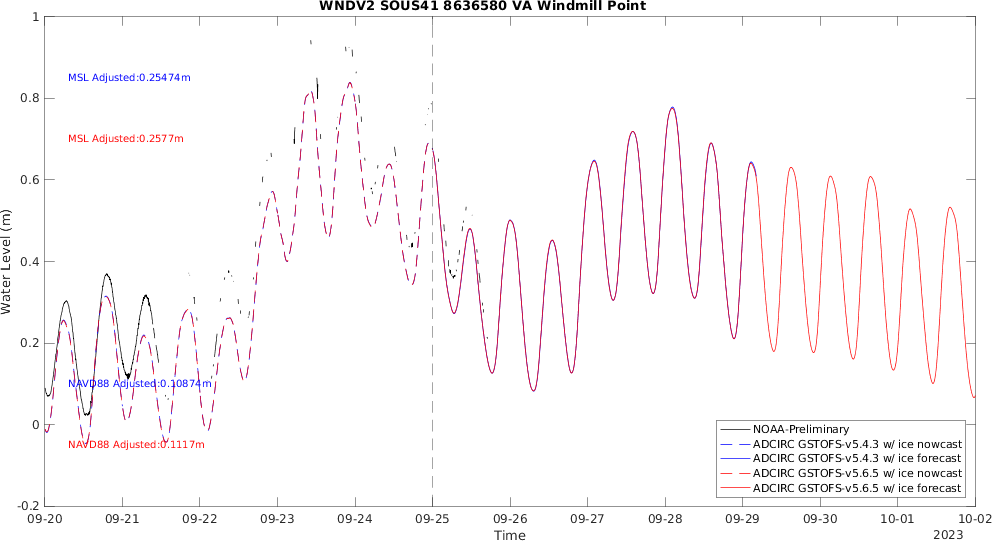 WNDV2 SOUS41 8636580 VA Windmill Point
1
0.8
0.6
0.4
0.2
0
-0.2
Water Level (m)
MSL Adjusted:0.25474m
MSL Adjusted:0.2577m
NAVD88 Adjusted:0.10874m
NAVD88 Adjusted:0.1117m
NOAA-Preliminary
ADCIRC GSTOFS-v5.4.3 w/ ice nowcast
ADCIRC GSTOFS-v5.4.3 w/ ice forecast
ADCIRC GSTOFS-v5.6.5 w/ ice nowcast
ADCIRC GSTOFS-v5.6.5 w/ ice forecast
09-20 09-21 09-22 09-23 09-24 09-25 09-26 09-27 09-28 09-29 09-30 10-01 10-02
Time
2023